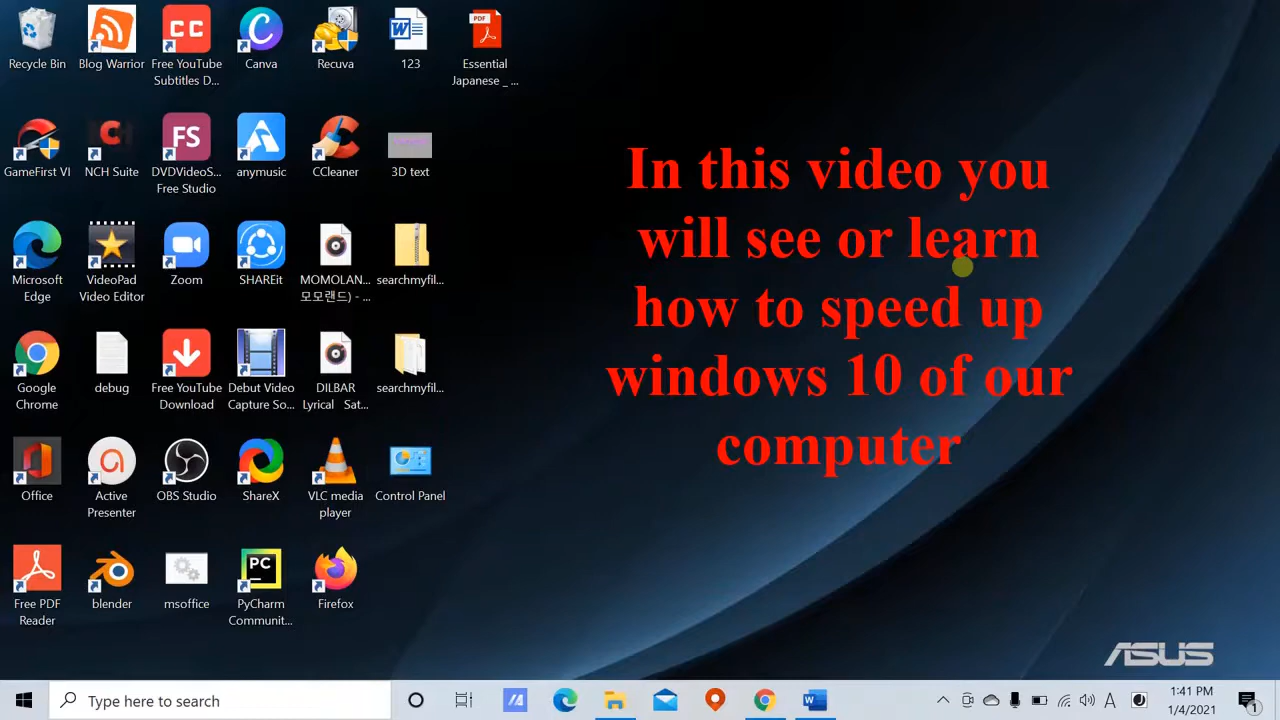 Recycle Bin
Blog Warrior
Free YouTube
Subtitles D...
Canva
Recuva
123
Essential
Japanese _ ...
GameFirst VI
NCH Suite
DVDVideoS...
Free Studio
anymusic
CCleaner
3D text
Microsoft
Edge
VideoPad
Video Editor
Zoom
SHAREit
MOMOLAN...
모모랜드) - ...
searchmyfil...
Google
Chrome
debug
Free YouTube
Download
Debut Video
Capture So...
DILBAR
Lyrical Sat...
searchmyfil...
Office
Active
Presenter
OBS Studio
ShareX
VLC media
player
Control Panel
Free PDF
Reader
blender
msoffice
PyCharm
Communit...
Firefox
In this video you
will see or learn
how to speed up
windows 10 of our
computer
ASUS
Type here to search
1:41 PM
1/4/2021